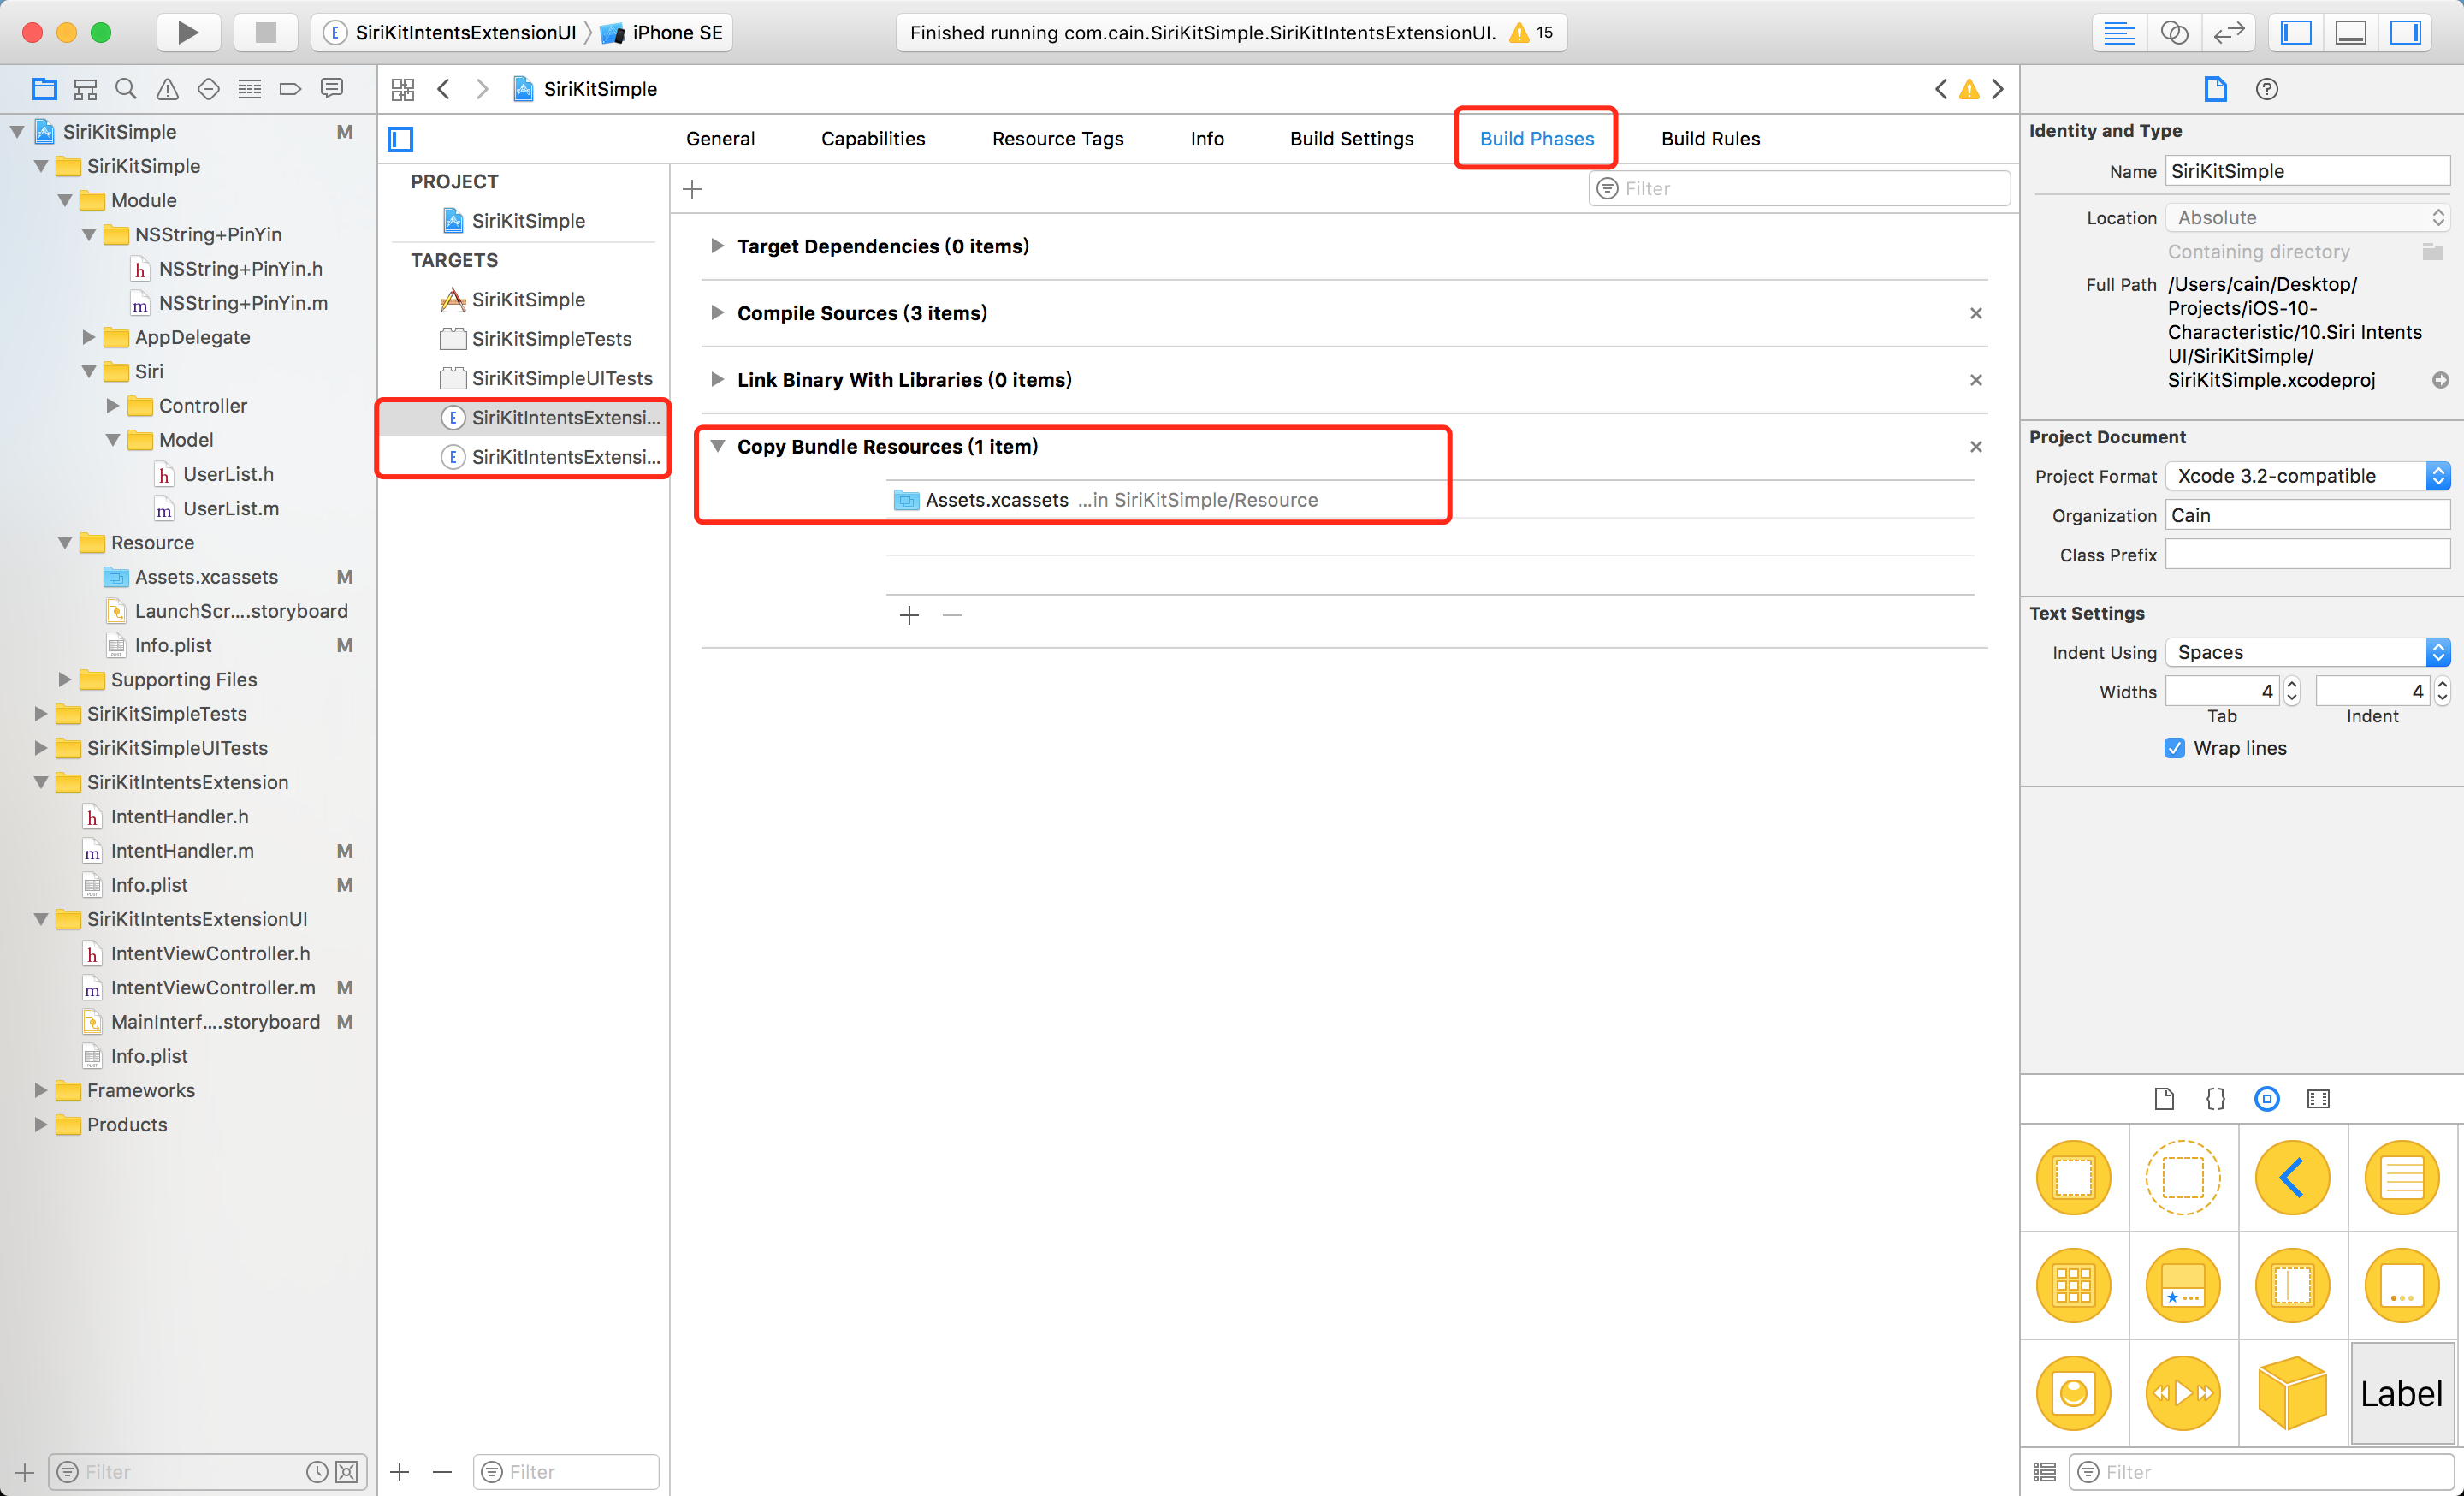 SiriKitIntentsExtensionUI
iPhone SE
Finished running com.cain.SiriKitSimple.SiriKitIntentsExtensionUI.
15
SiriKitSimple
General
Capabilities
Resource Tags
Info
Build Settings
Build Phases
Build Rules
SiriKitSimple M
SiriKitSimple
Module
NSString+PinYin
NSString+PinYin.h
NSString+PinYin.m
AppDelegate
Siri
Controller
Model
UserList.h
UserList.m
Resource
Assets.xcassets M
LaunchScr....storyboard
Info.plist M
Supporting Files
SiriKitSimpleTests
SiriKitSimpleUITests
SiriKitIntentsExtension
IntentHandler.h
IntentHandler.m M
Info.plist M
SiriKitIntentsExtensionUI
IntentViewController.h
IntentViewController.m M
MainInterf....storyboard M
Info.plist
Frameworks
Products
Filter
PROJECT
SiriKitSimple
TARGETS
SiriKitSimple
SiriKitSimpleTests
SiriKitSimpleUITests
E SiriKitIntentsExtensi...
E SiriKitIntentsExtensi...
Filter
Filter
Target Dependencies (0 items)
Compile Sources (3 items)
Link Binary With Libraries (0 items)
Copy Bundle Resources (1 item)
Assets.xcassets ...in SiriKitSimple/Resource
Identity and Type
Name SiriKitSimple
Location Absolute
Containing directory
Full Path /Users/cain/Desktop/
Projects/iOS-10-
Characteristic/10.Siri Intents
UI/SiriKitSimple/
SiriKitSimple.xcodeproj
Project Document
Project Format Xcode 3.2-compatible
Organization Cain
Class Prefix
Text Settings
Indent Using Spaces
Widths 4 4
Tab Indent
Wrap lines
Label
Filter